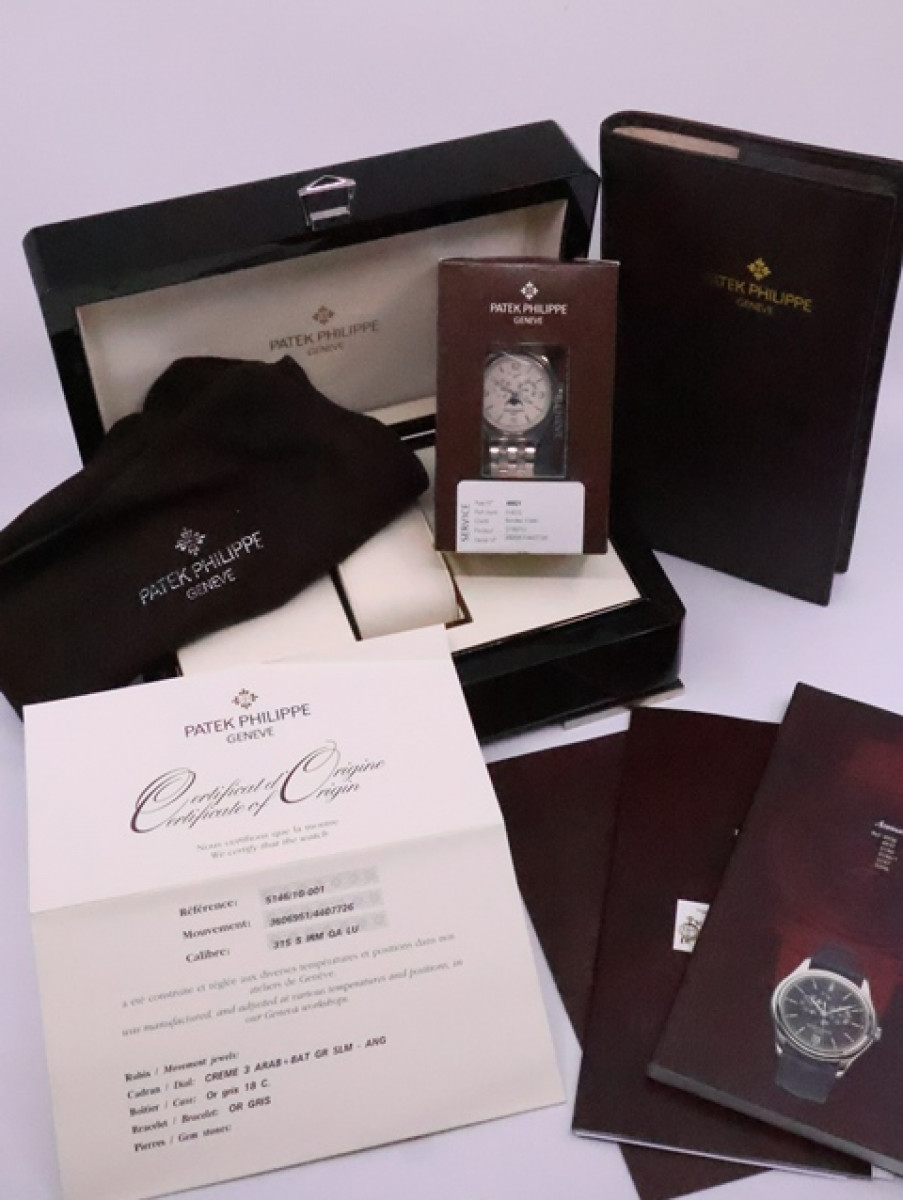 PATEK PHILIPPE
GENEVE
PATEK PHILIPPE
GENEVE
PATEK PHILIPPE
GENEVE
SERVICE
PATEK PHILIPPE
GENEVE
PATEK PHILIPPE
GENEVE
Certificat d'Origine
Certificate of Origin
Nous certifions que la montre
We certify that the watch
Référence: 5146/1G-001
Mouvement: 3606951/4407726
Calibre: 315 S IRM QA LU
a été construite et réglée aux diverses températures et positions dans nos
ateliers de Genève.
was manufactured, and adjusted at various temperatures and positions, in
our Geneva workshops.
Rubis / Movement jewels:
Cadran / Dial: CREME 3 ARAB+BAT GR SLM - ANG
Boîtier / Case: Or gris 18 C.
Bracelet / Bracelet: OR GRIS
Pierres / Gem stones: